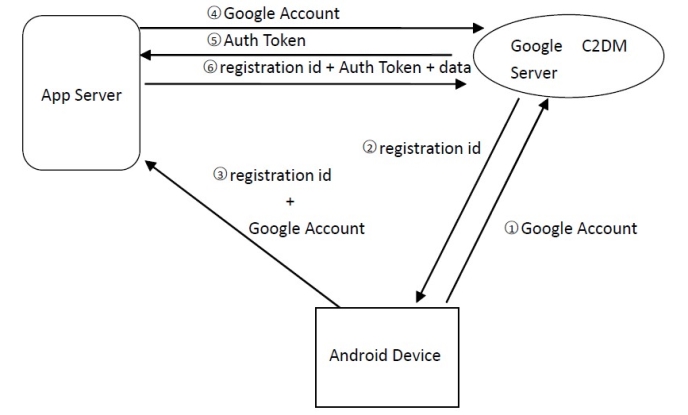 ④Google Account
⑤Auth Token
Google C2DM
Server
⑥registration id + Auth Token + data
App Server
②registration id
③registration id
+
Google Account
①Google Account
Android Device